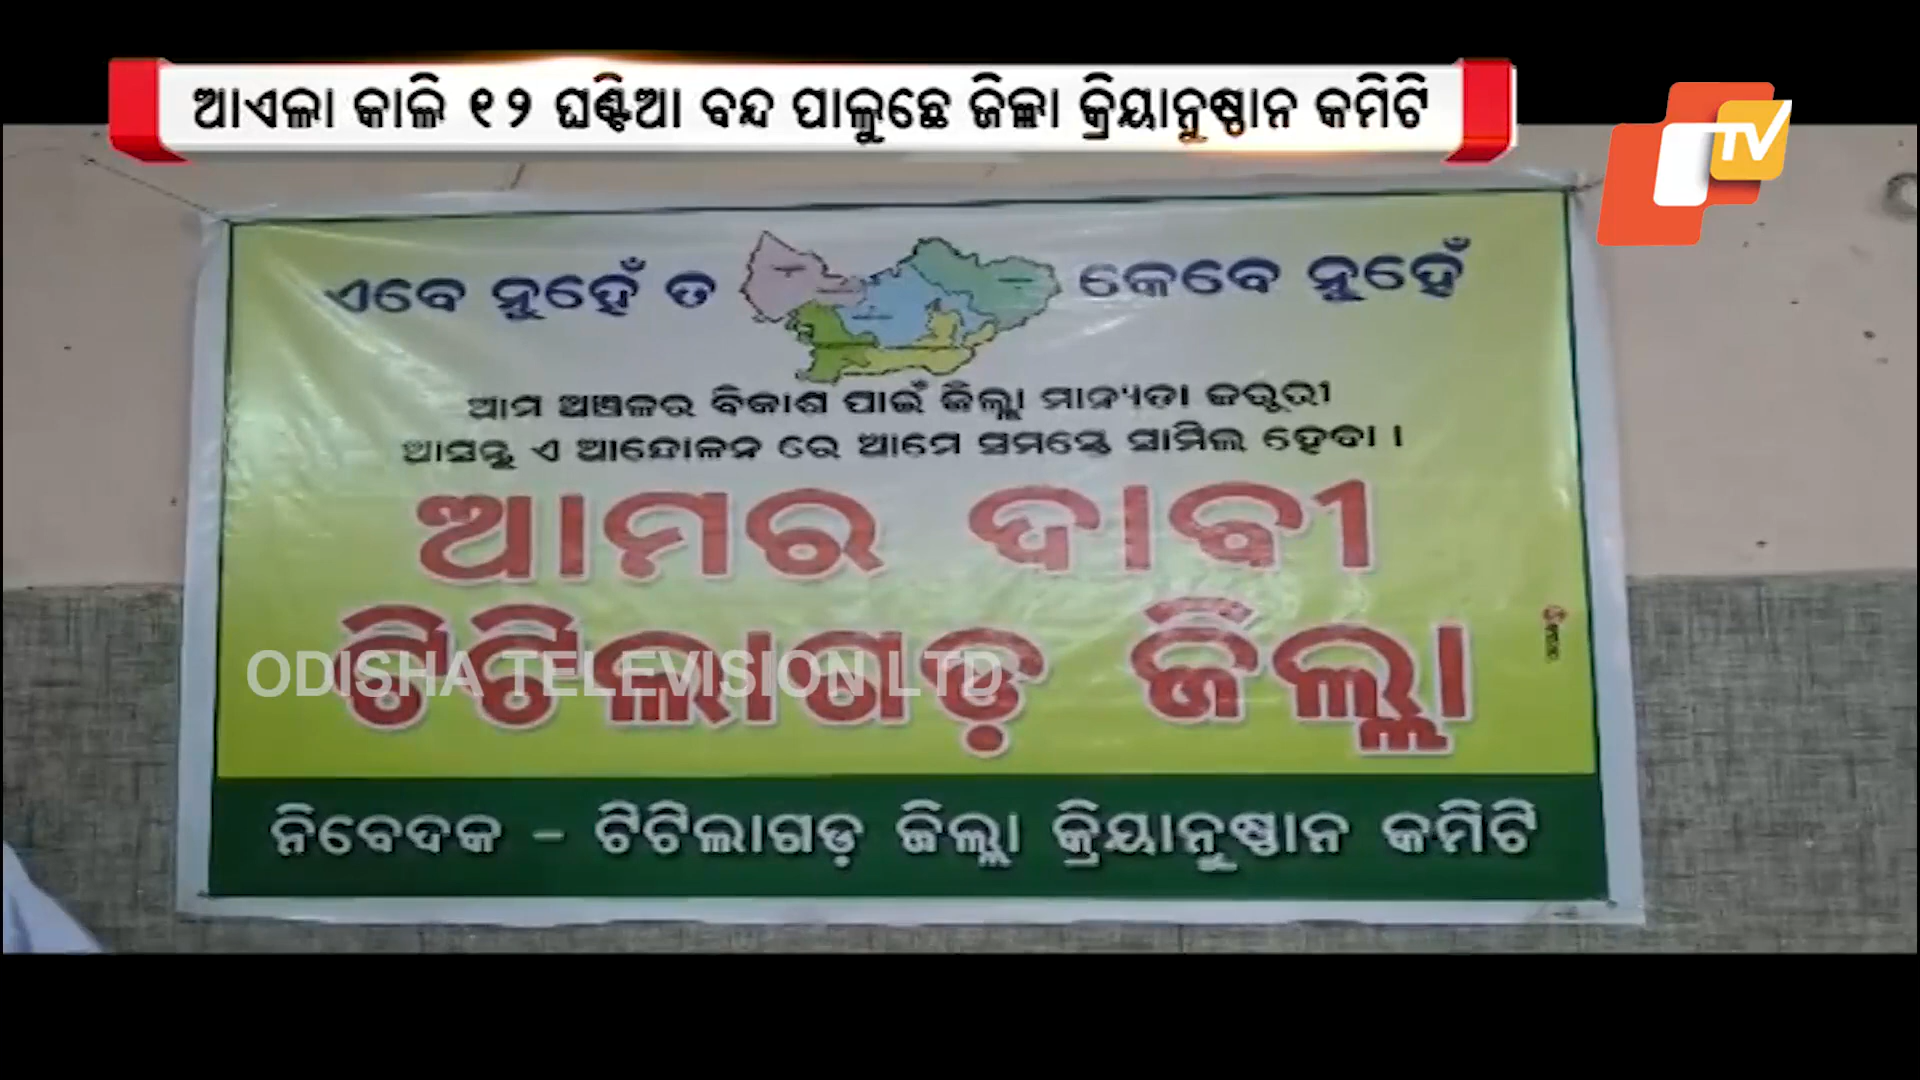 ଆଏଲା କାଲି ୧୨ ଘଣ୍ଟିଆ ବନ୍ଦ ପାଳୁଛେ ଜିଲ୍ଲା କ୍ରିୟାନୁଷ୍ଠାନ କମିଟି
TV
ଏବେ ନୁହେଁ ତ କେବେ ନୁହେଁ
ଆମ ଅଞ୍ଚଳର ବିକାଶ ପାଇଁ ଜିଲ୍ଲା ମାନ୍ୟତା ଜରୁରୀ
ଆସନ୍ତୁ ଏ ଆନ୍ଦୋଳନ ରେ ଆମେ ସମସ୍ତେ ସାମିଲ ହେବା ।
ଆମର ଦାବୀ
ଟିଟିଲାଗଡ଼ ଜିଲ୍ଲା
ODISHA TELEVISION LTD
ନିବେଦକ - ଟିଟିଲାଗଡ଼ ଜିଲ୍ଲା କ୍ରିୟାନୁଷ୍ଠାନ କମିଟି